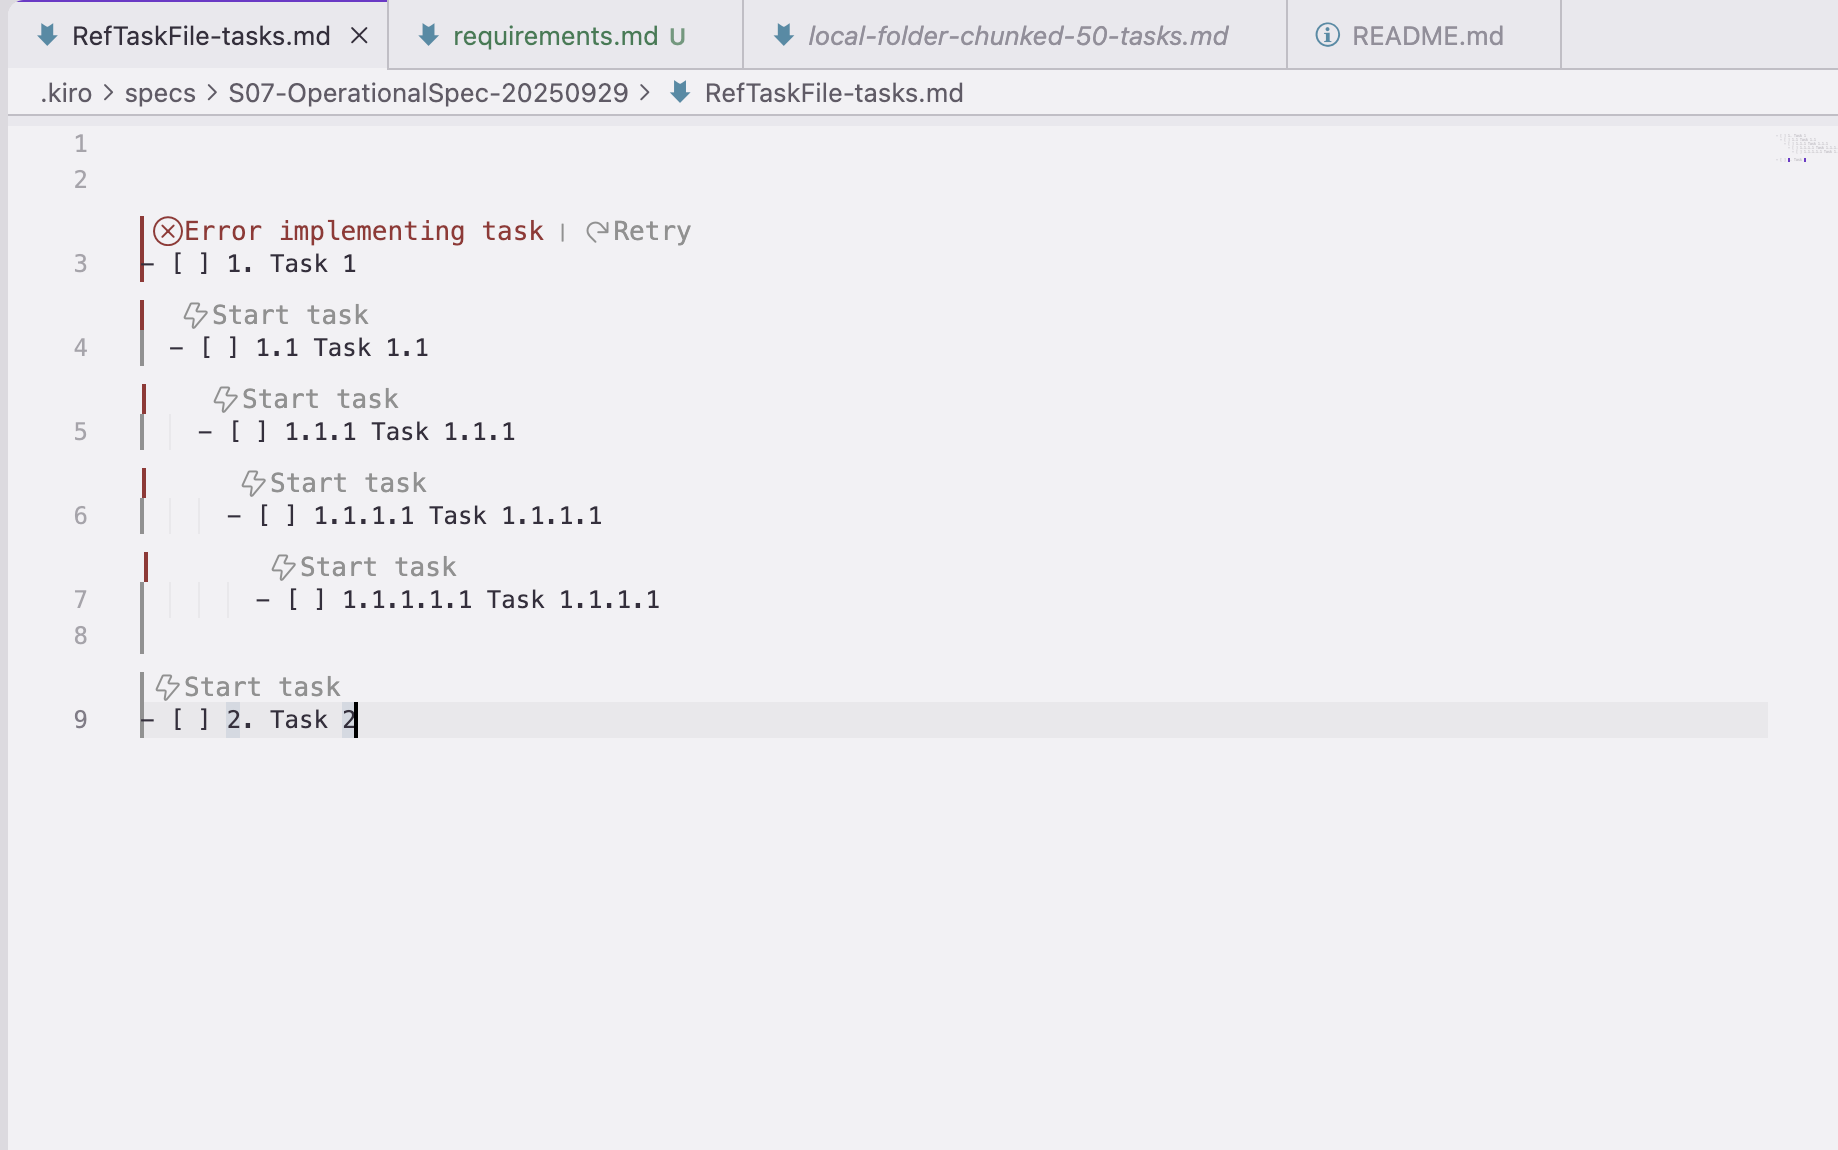 RefTaskFile-tasks.md requirements.md U local-folder-chunked-50-tasks.md README.md
.kiro > specs > S07-OperationalSpec-20250929 > RefTaskFile-tasks.md
1
2
Error implementing task | Retry
3 - [ ] 1. Task 1
Start task
4 - [ ] 1.1 Task 1.1
Start task
5 - [ ] 1.1.1 Task 1.1.1
Start task
6 - [ ] 1.1.1.1 Task 1.1.1.1
Start task
7 - [ ] 1.1.1.1.1 Task 1.1.1.1
8
Start task
9 - [ ] 2. Task 2